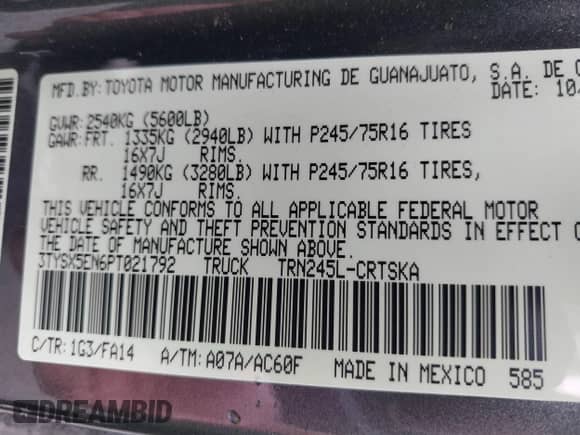 MFD.BY: TOYOTA MOTOR MANUFACTURING DE GUANAJUATO, S.A. DE
DATE: 10
GVWR: 2540KG (5600LB)
GAWR: FRT. 1335KG (2940LB) WITH P245/75R16 TIRES
16X7J RIMS.
RR. 1490KG (3280LB) WITH P245/75R16 TIRES,
16X7J RIMS.
THIS VEHICLE CONFORMS TO ALL APPLICABLE FEDERAL MOTOR
VEHICLE SAFETY AND THEFT PREVENTION STANDARDS IN EFFECT
THE DATE OF MANUFACTURE SHOWN ABOVE.
3TYSX5EN6PT021792 TRUCK TRN245L-CRTSKA
C/TR: 1G3/FA14 A/TM: A07A/AC60F MADE IN MEXICO 585
DREAMBID